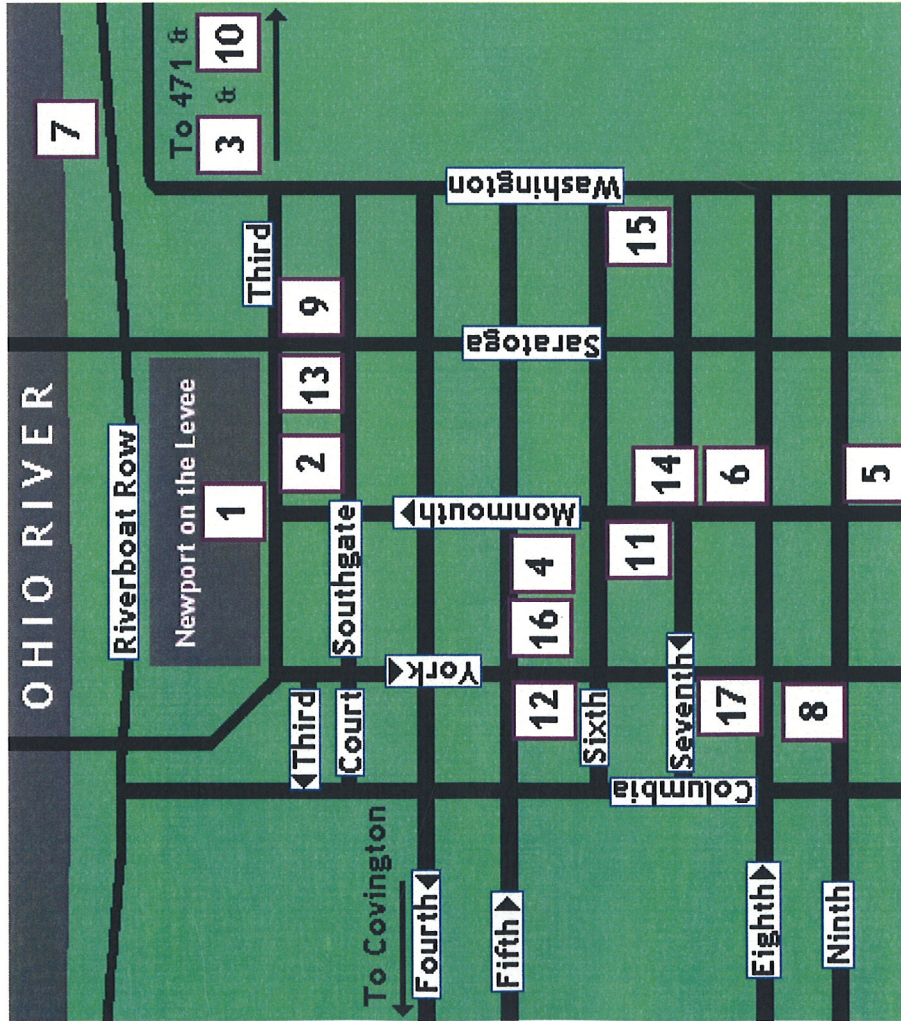 OHIO RIVER
7
Riverboat Row
Newport on the Levee
1
To 471 &
3 & 10
Third
Third
2
13
9
Court
Southgate
To Covington
Fourth
York
Monmouth
Saratoga
Washington
Fifth
12
16
4
Sixth
11
15
Columbia
Seventh
14
17
6
Eighth
8
Ninth
5